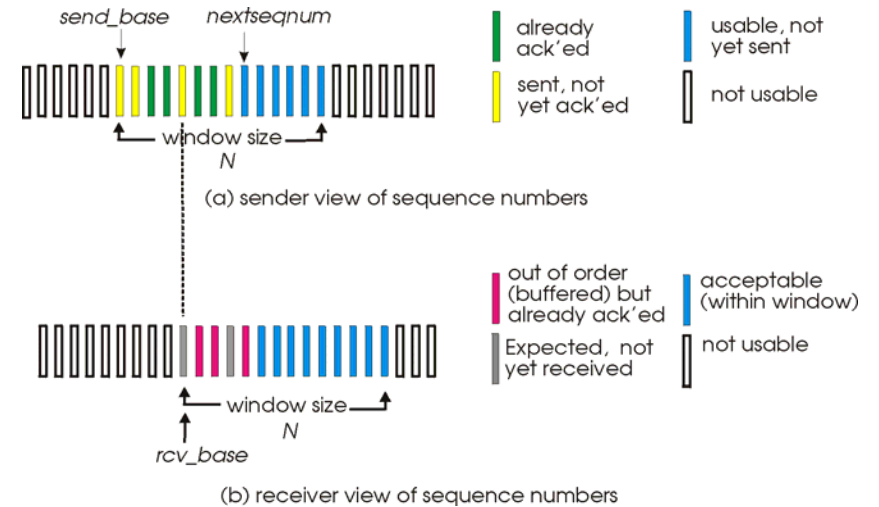 send_base
nextseqnum
already
ack'ed
usable, not
yet sent
sent, not
yet ack'ed
not usable
window size
N
(a) sender view of sequence numbers
out of order
(buffered) but
already ack'ed
acceptable
(within window)
Expected, not
yet received
not usable
window size
N
rcv_base
(b) receiver view of sequence numbers